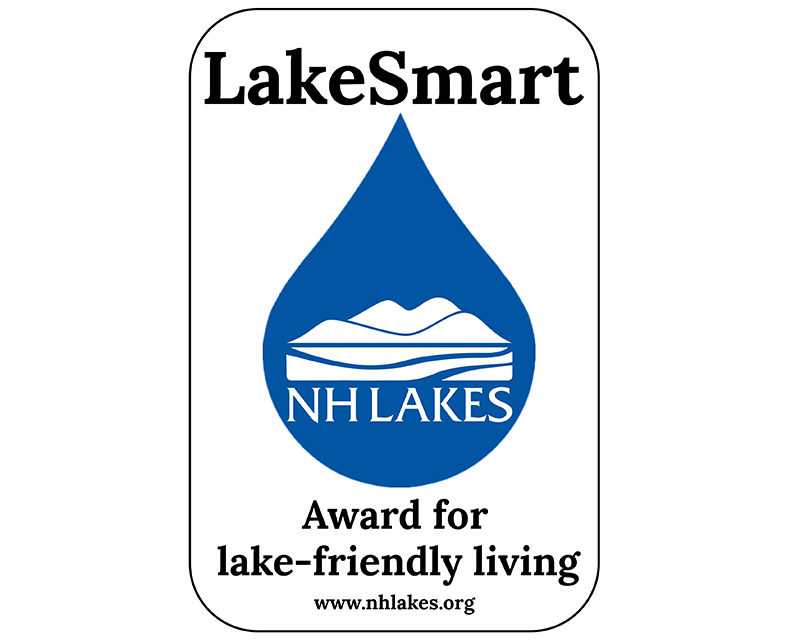 LakeSmart
NH LAKES
Award for
lake-friendly living
www.nhlakes.org